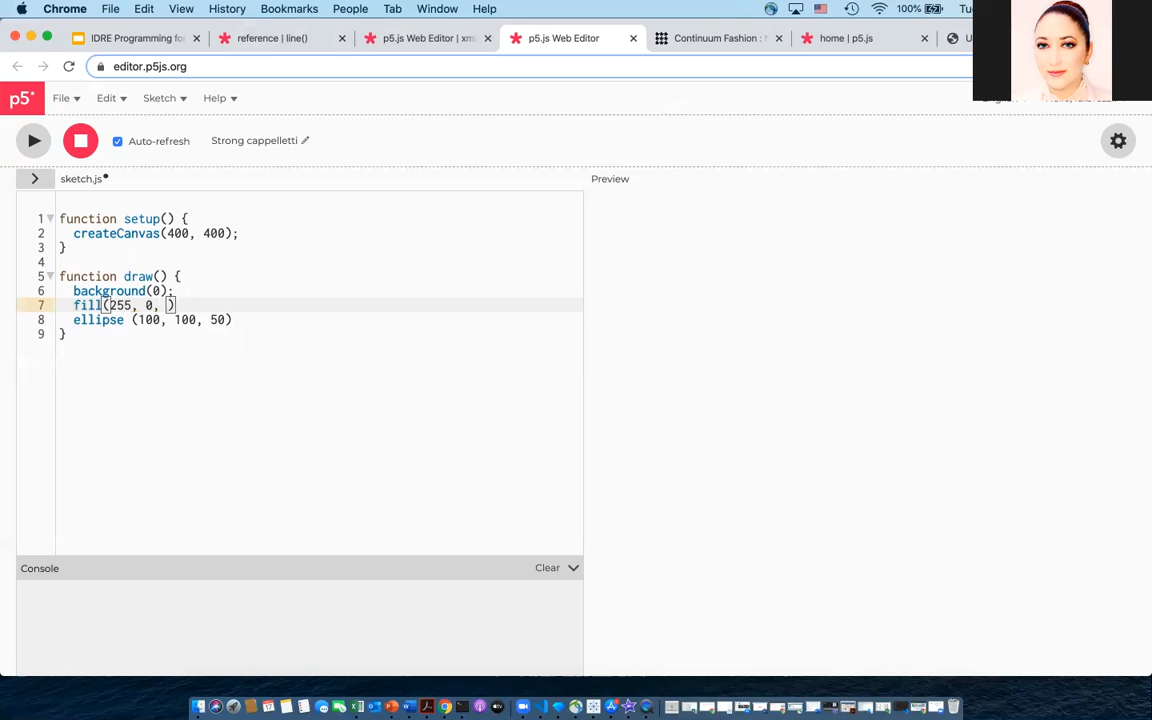 Chrome File Edit View History Bookmarks People Tab Window Help 100% Tu
IDRE Programming fo reference | line() p5.js Web Editor | xmi p5.js Web Editor Continuum Fashion : N home | p5.js U
editor.p5js.org
p5* File Edit Sketch Help
Auto-refresh Strong cappelletti
sketch.js Preview
1 function setup() {
2 createCanvas(400, 400);
3 }
4
5 function draw() {
6 background(0);
7 fill(255, 0, )
8 ellipse (100, 100, 50)
9 }
Console Clear